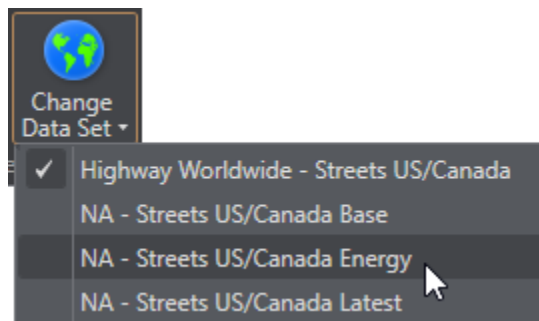 Change
Data Set
Highway Worldwide - Streets US/Canada
NA - Streets US/Canada Base
NA - Streets US/Canada Energy
NA - Streets US/Canada Latest